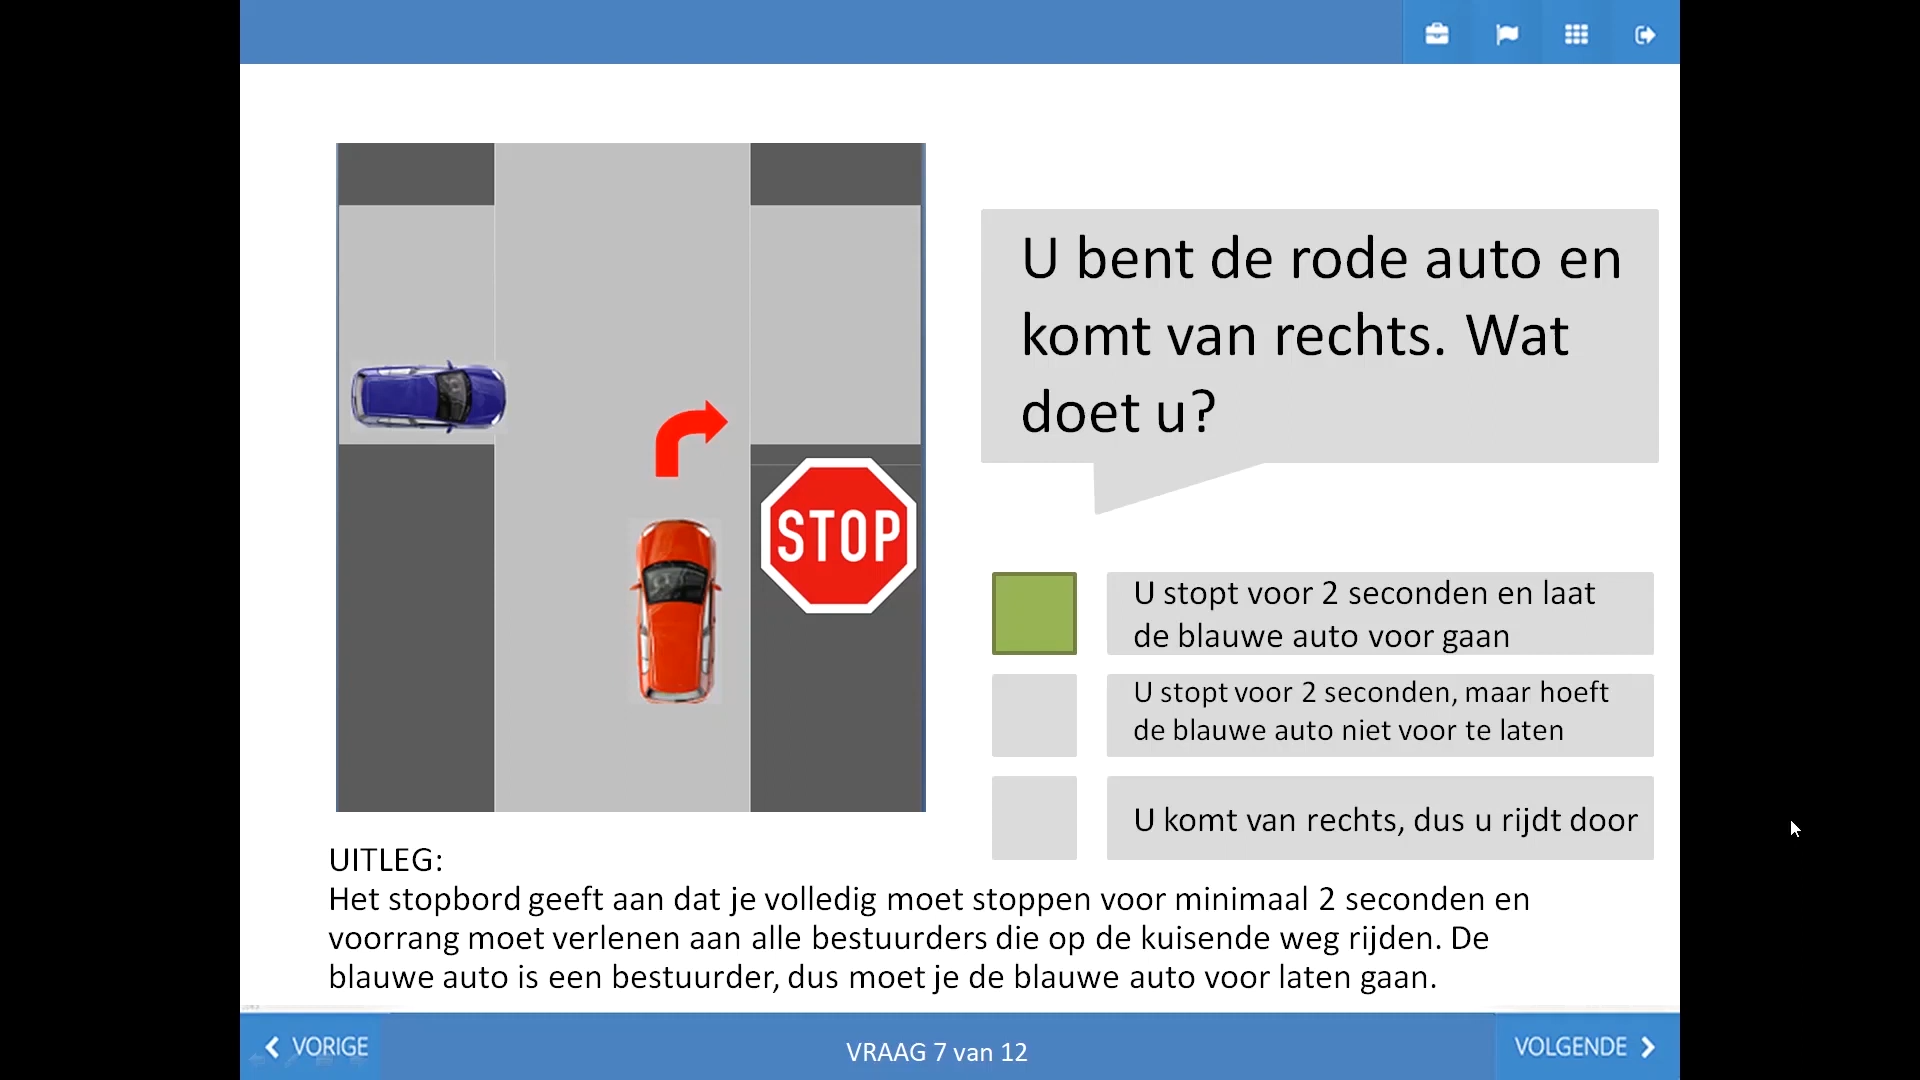 U bent de rode auto en
komt van rechts. Wat
doet u?
STOP
U stopt voor 2 seconden en laat
de blauwe auto voor gaan
U stopt voor 2 seconden, maar hoeft
de blauwe auto niet voor te laten
U komt van rechts, dus u rijdt door
UITLEG:
Het stopbord geeft aan dat je volledig moet stoppen voor minimaal 2 seconden en
voorrang moet verlenen aan alle bestuurders die op de kuisende weg rijden. De
blauwe auto is een bestuurder, dus moet je de blauwe auto voor laten gaan.
VORIGE
VRAAG 7 van 12
VOLGENDE